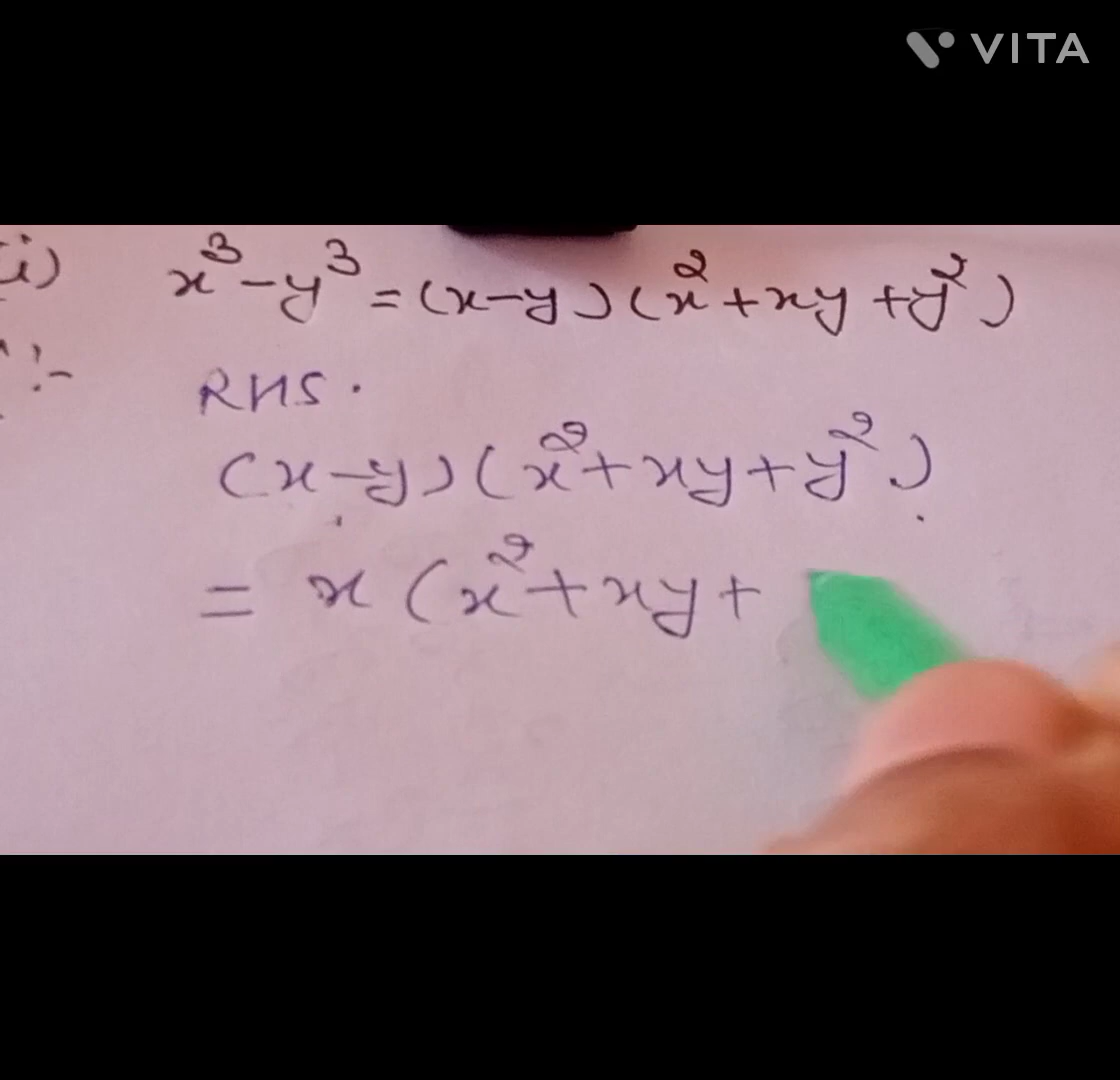 VITA
i) x³-y³=(x-y)(x²+xy+y²)
:-
RHS.
(x-y)(x²+xy+y²)
= x(x²+xy+